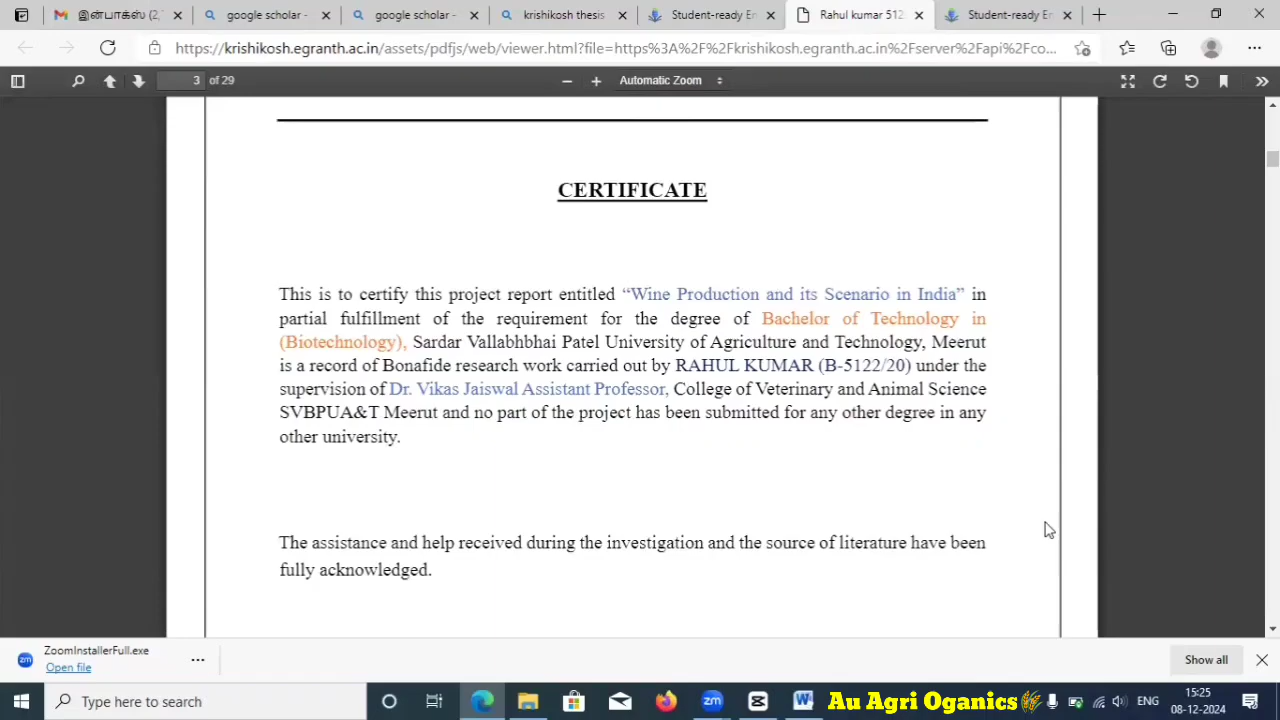 இயாகஸ் (2,
google scholar -
google scholar -
krishikosh thesis
Student-ready En
Rahul kumar 512
Student-ready En
https://krishikosh.egranth.ac.in/assets/pdfjs/web/viewer.html?file=https%3A%2F%2Fkrishikosh.egranth.ac.in%2Fserver%2Fapi%2Fco...
3 of 29
Automatic Zoom
CERTIFICATE
This is to certify this project report entitled “Wine Production and its Scenario in India” in
partial fulfillment of the requirement for the degree of Bachelor of Technology in
(Biotechnology), Sardar Vallabhbhai Patel University of Agriculture and Technology, Meerut
is a record of Bonafide research work carried out by RAHUL KUMAR (B-5122/20) under the
supervision of Dr. Vikas Jaiswal Assistant Professor, College of Veterinary and Animal Science
SVBPUA&T Meerut and no part of the project has been submitted for any other degree in any
other university.
The assistance and help received during the investigation and the source of literature have been
fully acknowledged.
ZoomInstallerFull.exe
Open file
Show all
Type here to search
zm
Au Agri Oganics
ENG
15:25
08-12-2024